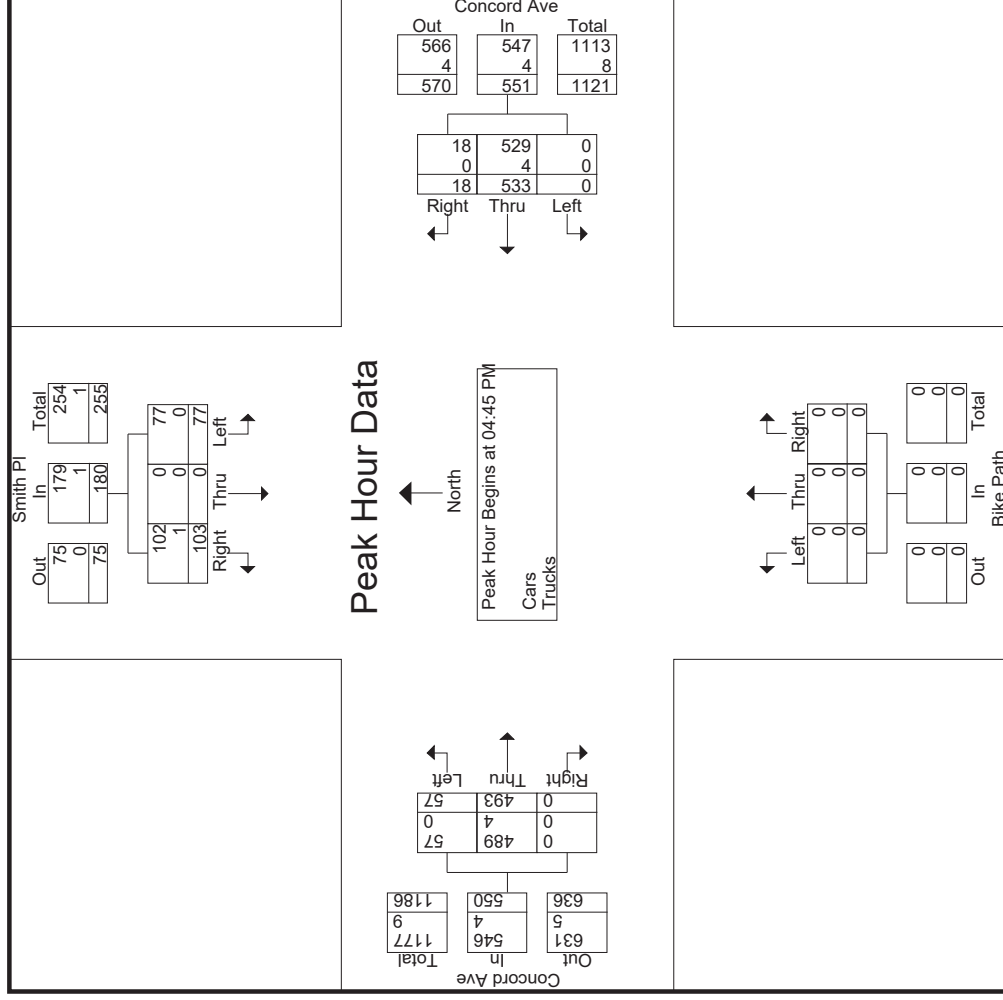 Concord Ave
Out In Total
566 547 1113
4 4 8
570 551 1121
18 529 0
0 4 0
18 533 0
Right Thru Left
Smith Pl
Out In Total
75 179 254
0 1 1
75 180 255
102 0 77
1 0 0
103 0 77
Right Thru Left
Peak Hour Data
North
Peak Hour Begins at 04:45 PM
Cars
Trucks
Left Thru Right
0 0 0
0 0 0
0 0 0
Out In Total
0 0 0
0 0 0
0 0 0
Bike Path
Left Thru Right
57 493 0
0 4 0
57 489 0
1186 550 636
9 4 5
1177 546 631
Total In Out
Concord Ave